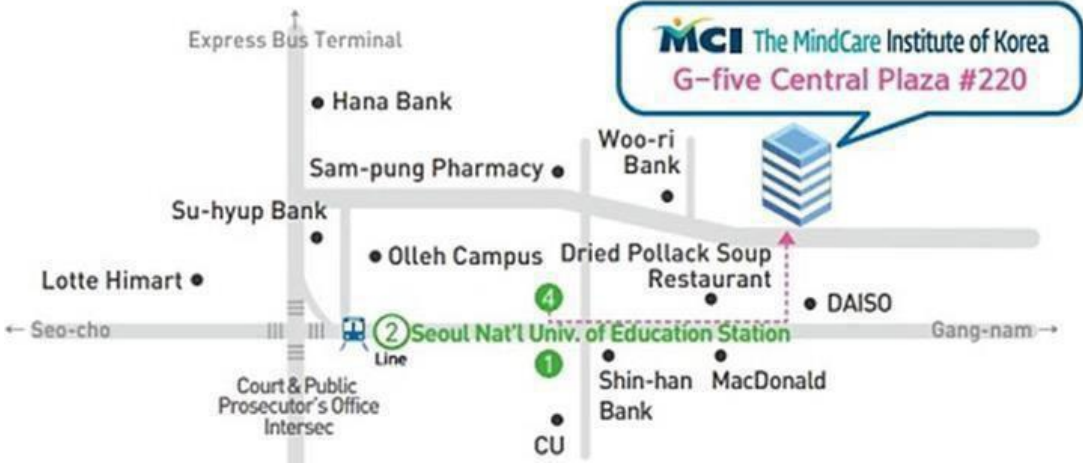 Express Bus Terminal
MCI The MindCare Institute of Korea
G-five Central Plaza #220
Hana Bank
Woo-ri
Bank
Sam-pung Pharmacy
Su-hyup Bank
Olleh Campus
Dried Pollack Soup
Restaurant
Lotte Himart
4
DAISO
← Seo-cho
2
Line
Seoul Nat'l Univ. of Education Station
Gang-nam →
1
Shin-han
Bank
MacDonald
Court & Public
Prosecutor's Office
Intersec
CU